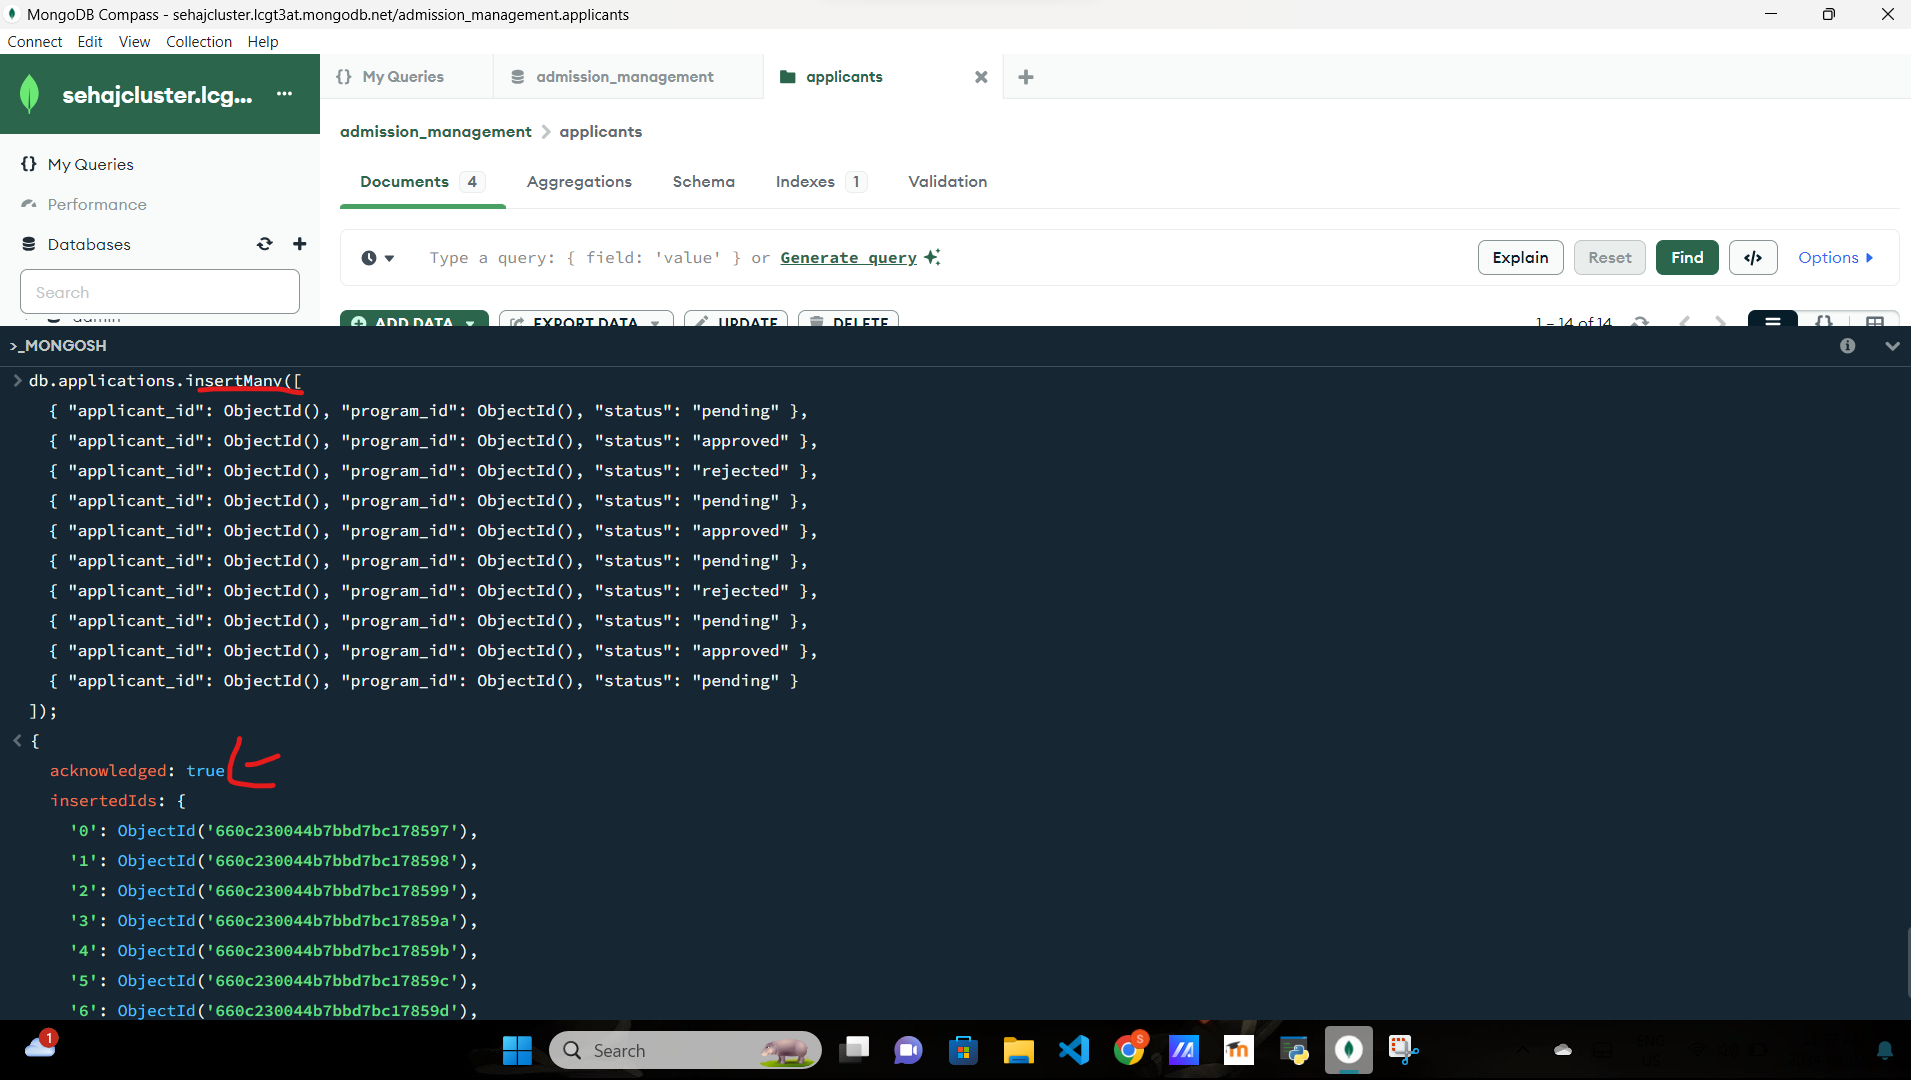 MongoDB Compass - sehajcluster.lcgt3at.mongodb.net/admission_management.applicants
Connect Edit View Collection Help
sehajcluster.lcg... ...
{} My Queries
admission_management
applicants
My Queries
Performance
Databases
Search
admin
admission_management > applicants
Documents 4 Aggregations Schema Indexes 1 Validation
Type a query: { field: 'value' } or Generate query
Explain Reset Find </> Options
ADD DATA EXPORT DATA UPDATE DELETE 1 – 14 of 14 {}
>_MONGOSH
> db.applications.insertMany([
{ "applicant_id": ObjectId(), "program_id": ObjectId(), "status": "pending" },
{ "applicant_id": ObjectId(), "program_id": ObjectId(), "status": "approved" },
{ "applicant_id": ObjectId(), "program_id": ObjectId(), "status": "rejected" },
{ "applicant_id": ObjectId(), "program_id": ObjectId(), "status": "pending" },
{ "applicant_id": ObjectId(), "program_id": ObjectId(), "status": "approved" },
{ "applicant_id": ObjectId(), "program_id": ObjectId(), "status": "pending" },
{ "applicant_id": ObjectId(), "program_id": ObjectId(), "status": "rejected" },
{ "applicant_id": ObjectId(), "program_id": ObjectId(), "status": "pending" },
{ "applicant_id": ObjectId(), "program_id": ObjectId(), "status": "approved" },
{ "applicant_id": ObjectId(), "program_id": ObjectId(), "status": "pending" }
]);
< {
acknowledged: true
insertedIds: {
'0': ObjectId('660c230044b7bbd7bc178597'),
'1': ObjectId('660c230044b7bbd7bc178598'),
'2': ObjectId('660c230044b7bbd7bc178599'),
'3': ObjectId('660c230044b7bbd7bc17859a'),
'4': ObjectId('660c230044b7bbd7bc17859b'),
'5': ObjectId('660c230044b7bbd7bc17859c'),
'6': ObjectId('660c230044b7bbd7bc17859d'),
1
Search
S